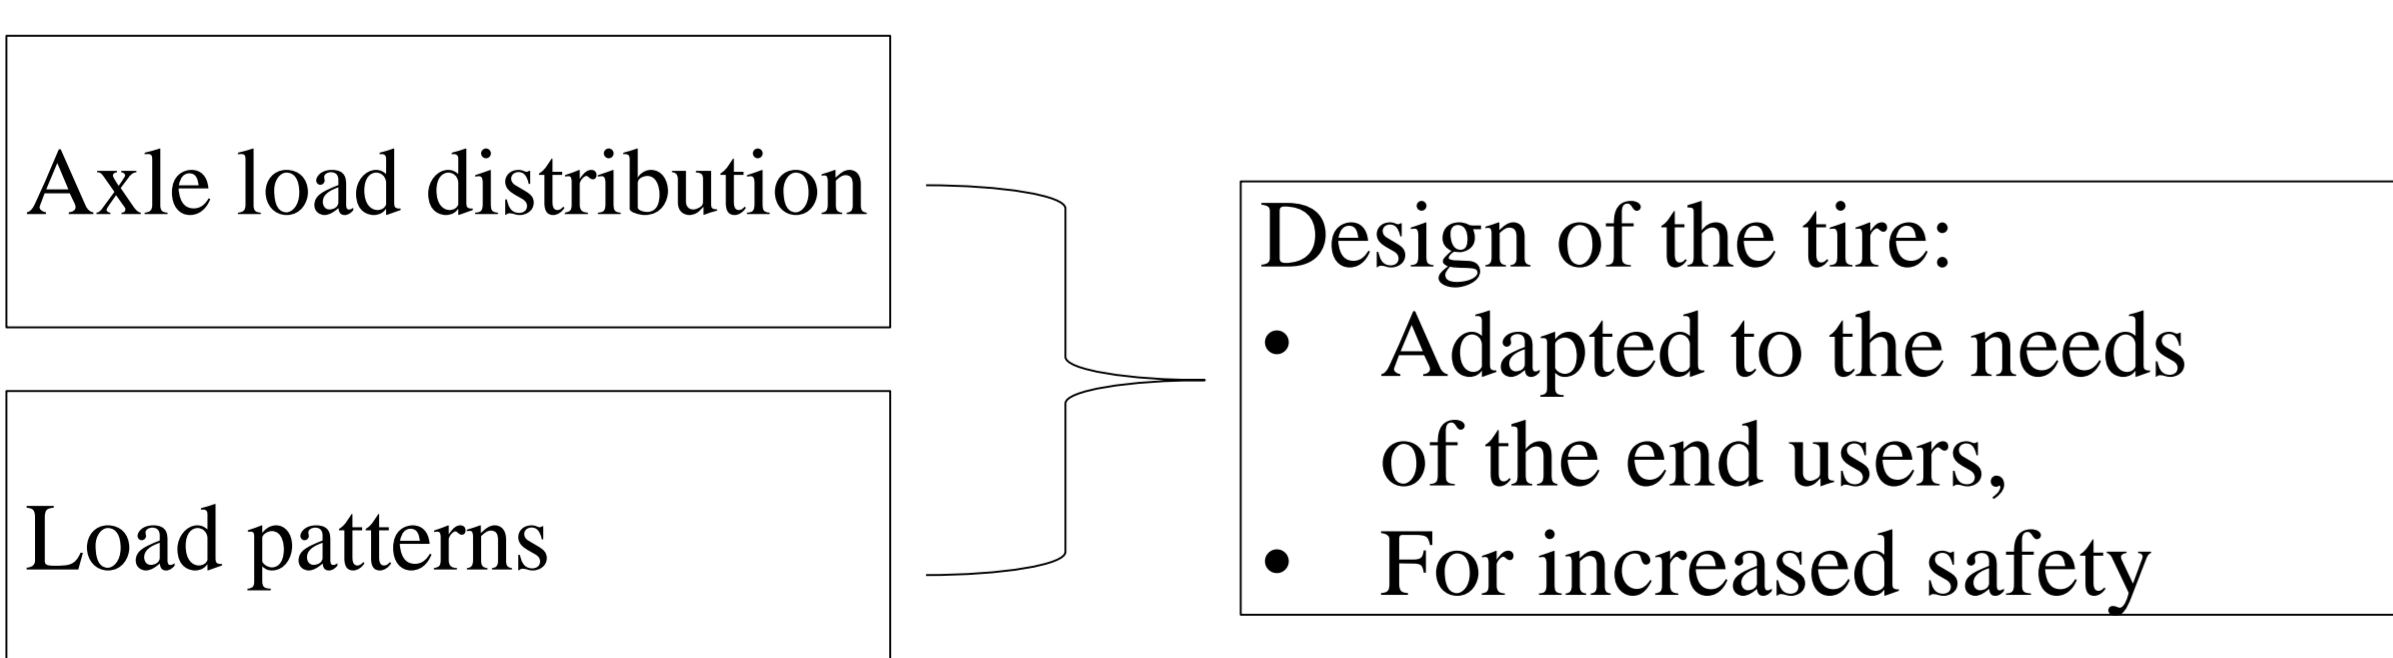 Axle load distribution
Load patterns
Design of the tire:
• Adapted to the needs
of the end users,
• For increased safety